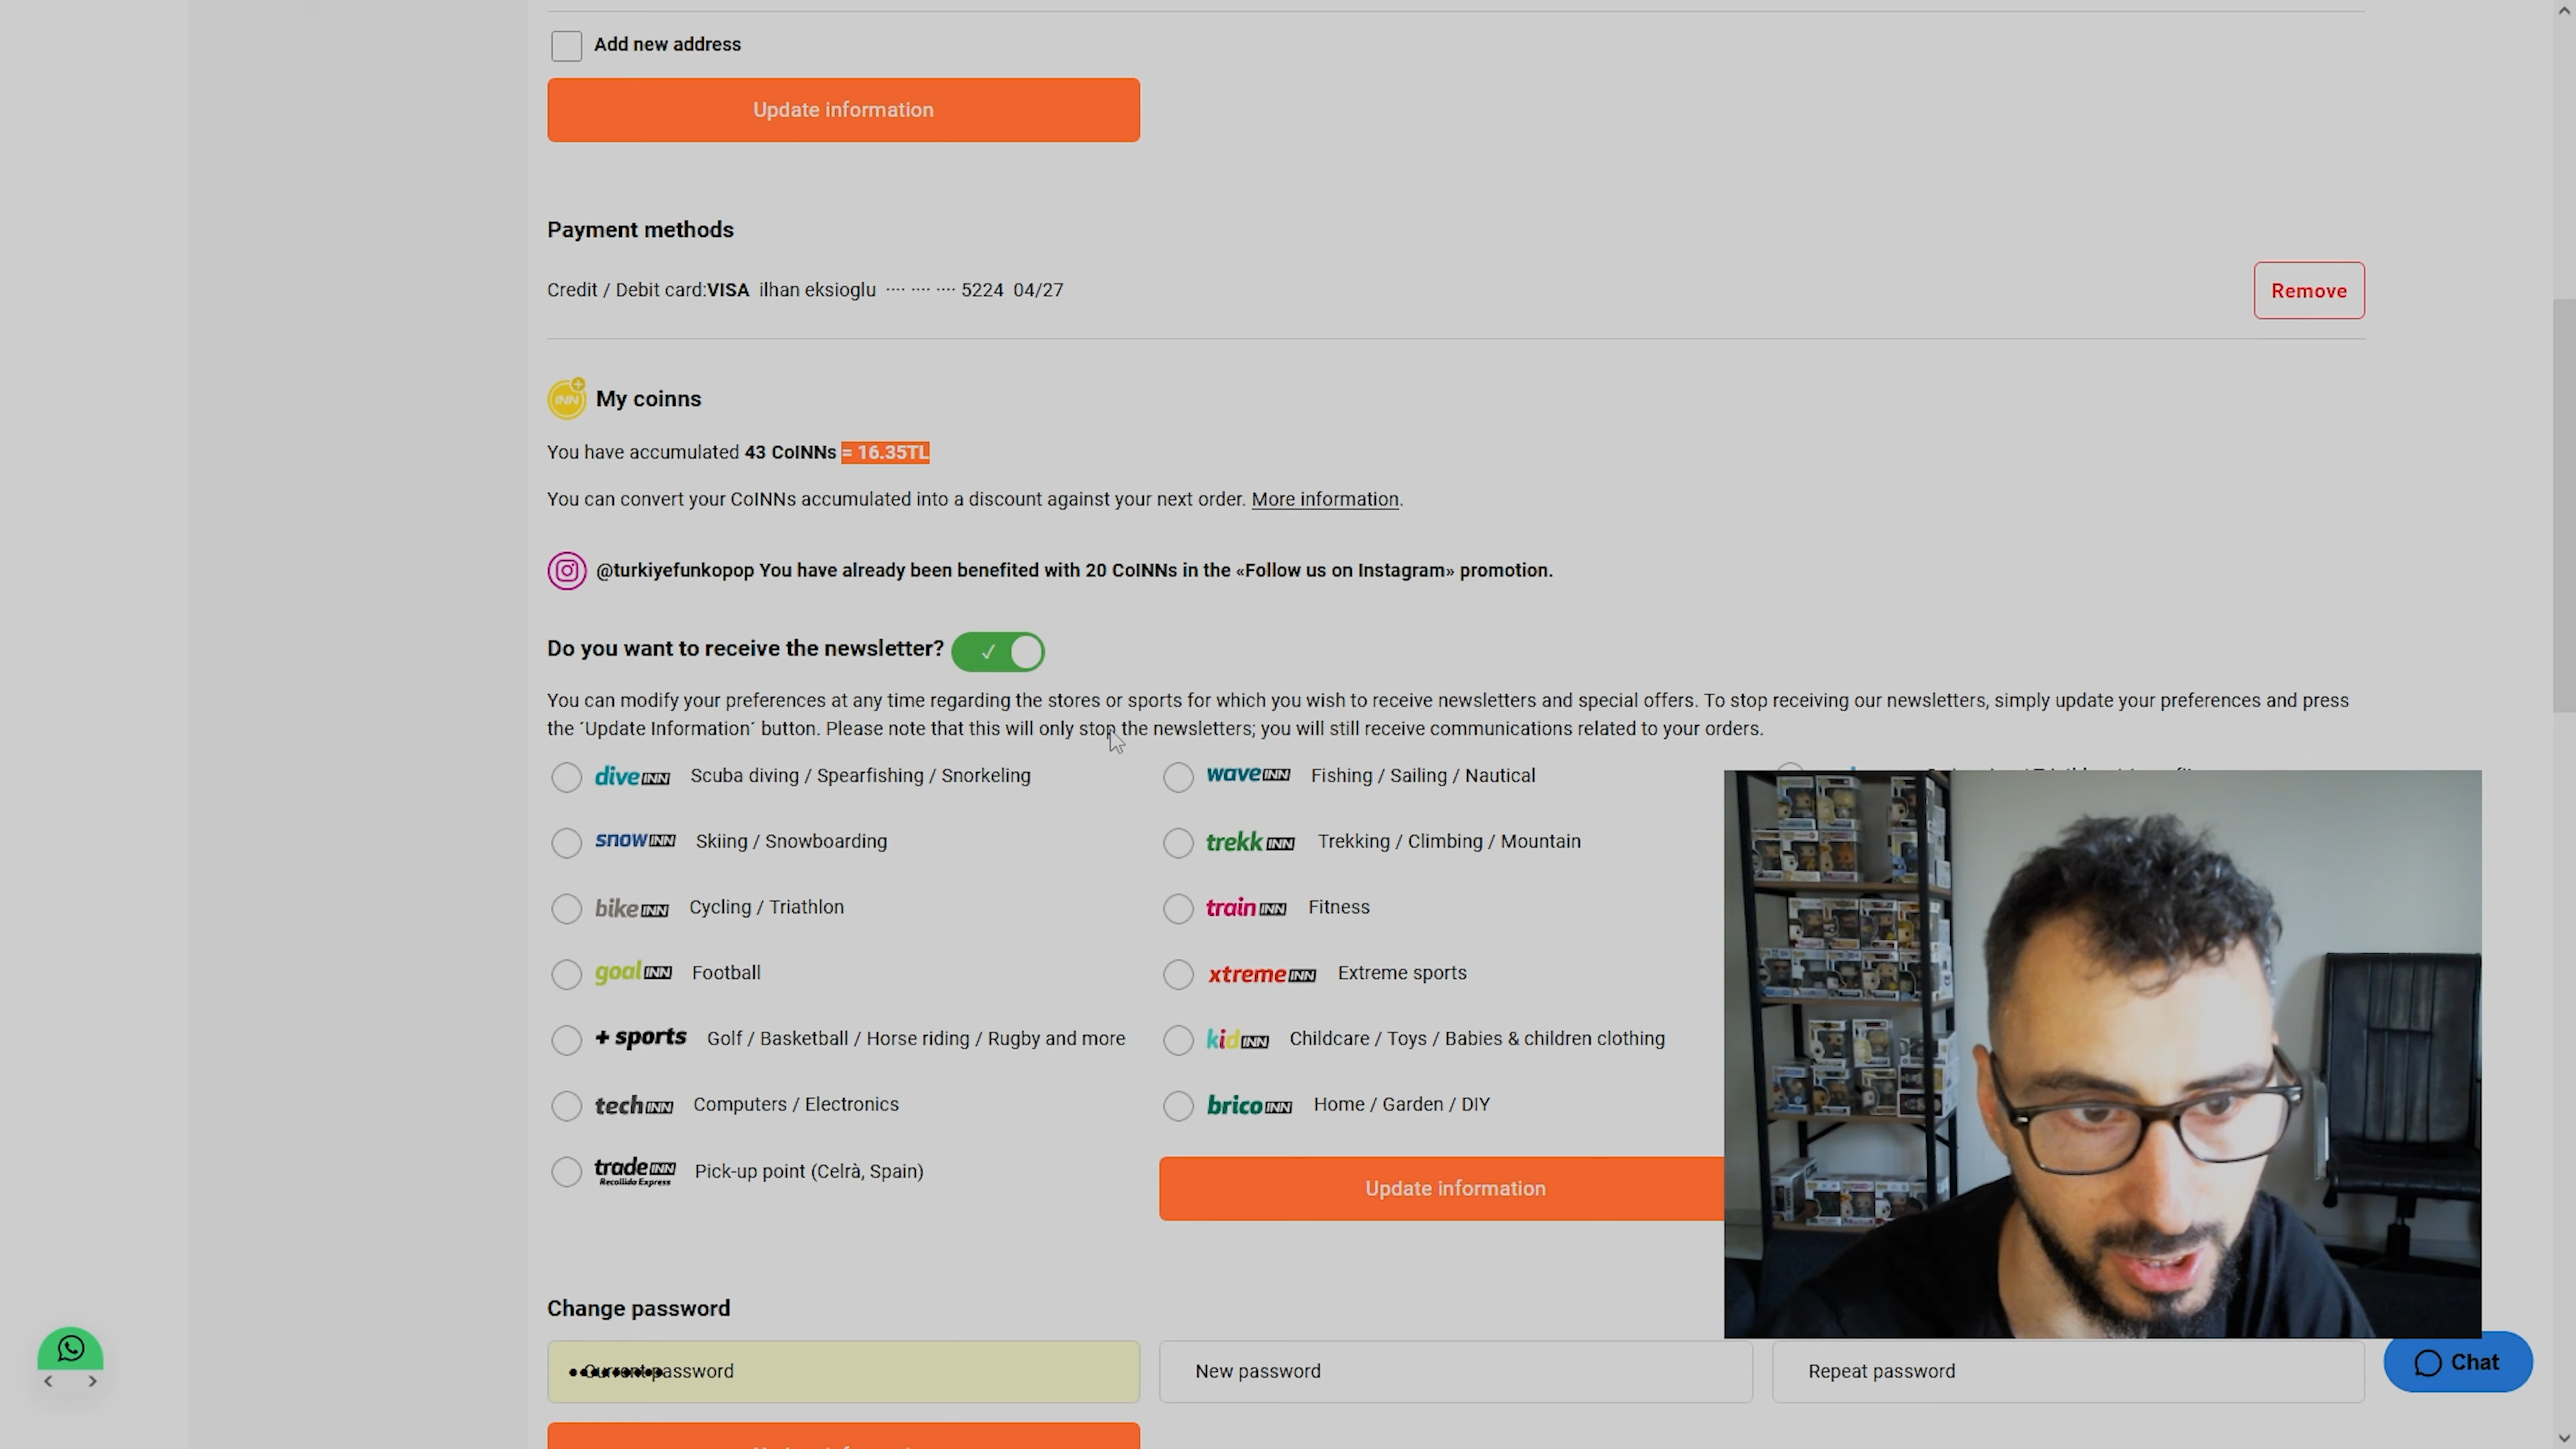 Add new address
Update information
Payment methods
Credit / Debit card:VISA ilhan eksioglu ···· ···· ···· 5224 04/27
Remove
INN
My coinns
You have accumulated 43 CoINNs = 16.35TL
You can convert your CoINNs accumulated into a discount against your next order. More information.
@turkiyefunkopop You have already been benefited with 20 CoINNs in the «Follow us on Instagram» promotion.
Do you want to receive the newsletter?
You can modify your preferences at any time regarding the stores or sports for which you wish to receive newsletters and special offers. To stop receiving our newsletters, simply update your preferences and press
the ´Update Information´ button. Please note that this will only stop the newsletters; you will still receive communications related to your orders.
diveINN Scuba diving / Spearfishing / Snorkeling
waveINN Fishing / Sailing / Nautical
snowINN Skiing / Snowboarding
trekkINN Trekking / Climbing / Mountain
bikeINN Cycling / Triathlon
trainINN Fitness
goalINN Football
xtremeINN Extreme sports
+ sports Golf / Basketball / Horse riding / Rugby and more
kidINN Childcare / Toys / Babies & children clothing
techINN Computers / Electronics
bricoINN Home / Garden / DIY
tradeINN Pick-up point (Celrà, Spain)
Recollida Express
Update information
Change password
Current password
New password
Repeat password
Chat